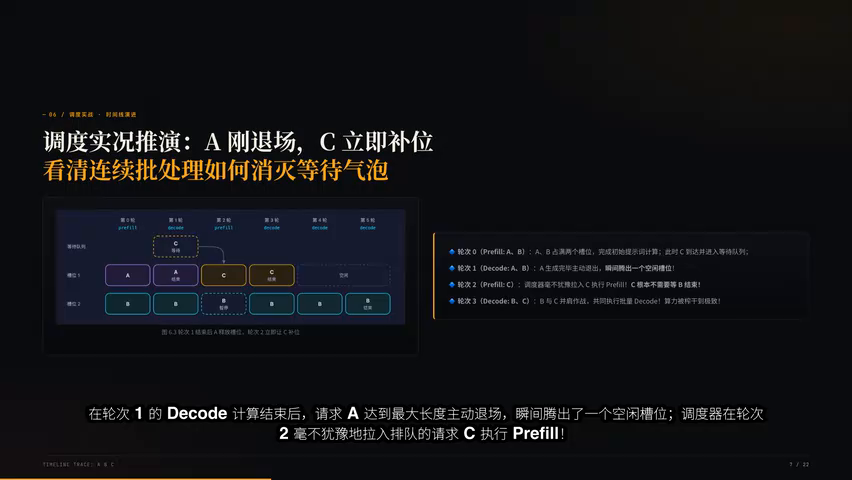 — 06 / 调度实战 · 时间线演进
调度实况推演：A 刚退场，C 立即补位
看清连续批处理如何消灭等待气泡
第 0 轮 第 1 轮 第 2 轮 第 3 轮 第 4 轮 第 5 轮
prefill decode prefill decode decode decode
等待队列
C
等待
槽位 1
A
A
结束
C
C
结束
空闲
槽位 2
B
B
B
暂停
B
B
B
结束
图 6.3 轮次 1 结束后 A 释放槽位，轮次 2 立即让 C 补位
轮次 0（Prefill: A、B）：A、B 占满两个槽位，完成初始提示词计算；此时 C 到达并进入等待队列；
轮次 1（Decode: A、B）：A 生成完毕主动退出，瞬间腾出一个空闲槽位！
轮次 2（Prefill: C）：调度器毫不犹豫拉入 C 执行 Prefill！C 根本不需要等 B 结束！
轮次 3（Decode: B、C）：B 与 C 并肩作战，共同执行批量 Decode！算力被榨干到极致！
在轮次 1 的 Decode 计算结束后，请求 A 达到最大长度主动退场，瞬间腾出了一个空闲槽位；调度器在轮次
2 毫不犹豫地拉入排队的请求 C 执行 Prefill！
TIMELINE TRACE: A B C
7 / 22